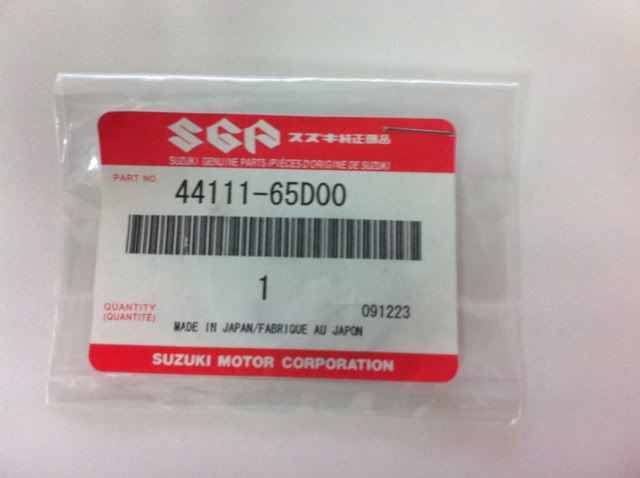 SGP スズキ純正部品
SUZUKI GENUINE PARTS/PIÈCES D'ORIGINE DE SUZUKI
PART NO. 44111-65D00
1
QUANTITY
(QUANTITÉ)
091223
MADE IN JAPAN/FABRIQUE AU JAPON
SUZUKI MOTOR CORPORATION